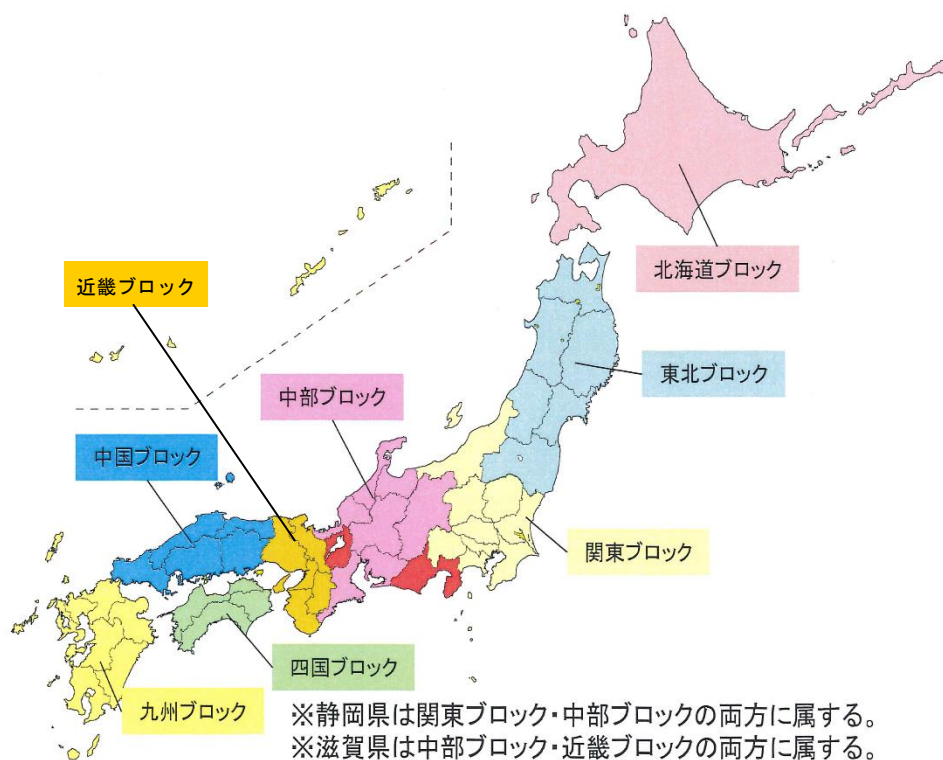 北海道ブロック
近畿ブロック
東北ブロック
中部ブロック
中国ブロック
関東ブロック
四国ブロック
九州ブロック
※静岡県は関東ブロック・中部ブロックの両方に属する。
※滋賀県は中部ブロック・近畿ブロックの両方に属する。